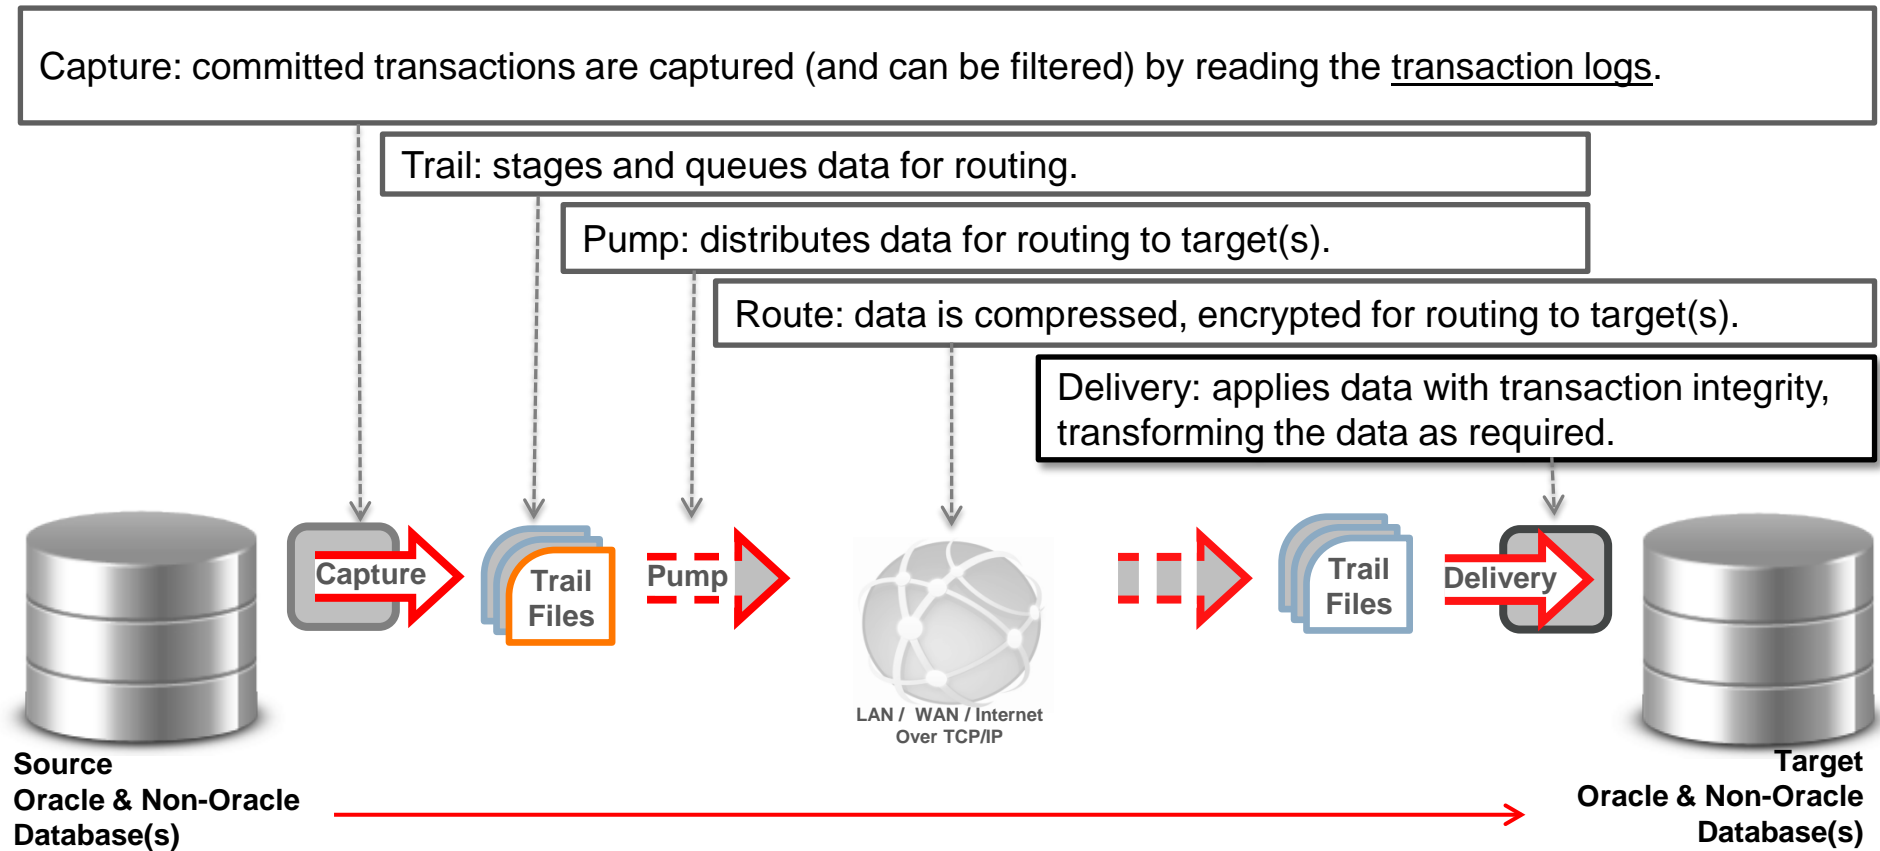 Capture: committed transactions are captured (and can be filtered) by reading the transaction logs.
Trail: stages and queues data for routing.
Pump: distributes data for routing to target(s).
Route: data is compressed, encrypted for routing to target(s).
Delivery: applies data with transaction integrity,
transforming the data as required.
Capture
Trail
Files
Pump
LAN / WAN / Internet
Over TCP/IP
Trail
Files
Delivery
Source
Oracle & Non-Oracle
Database(s)
Target
Oracle & Non-Oracle
Database(s)